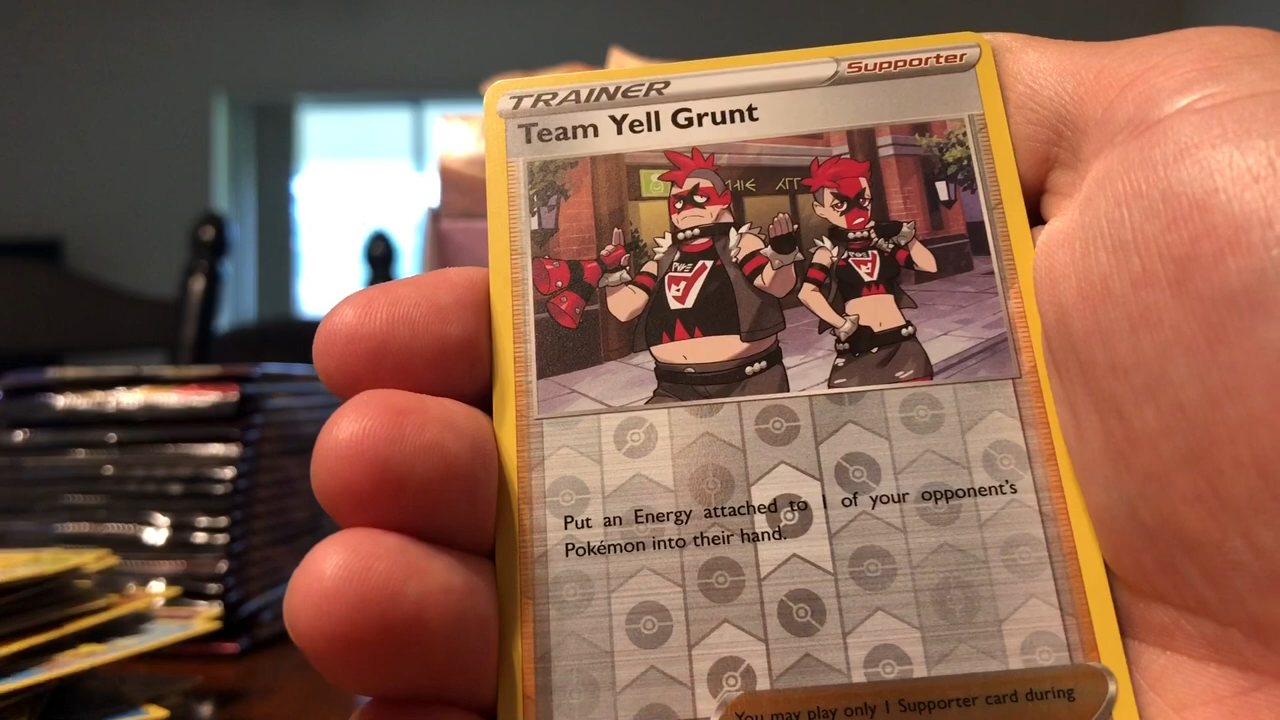 TRAINER
Supporter
Team Yell Grunt
Put an Energy attached to 1 of your opponent's
Pokémon into their hand.
You may play only 1 Supporter card during